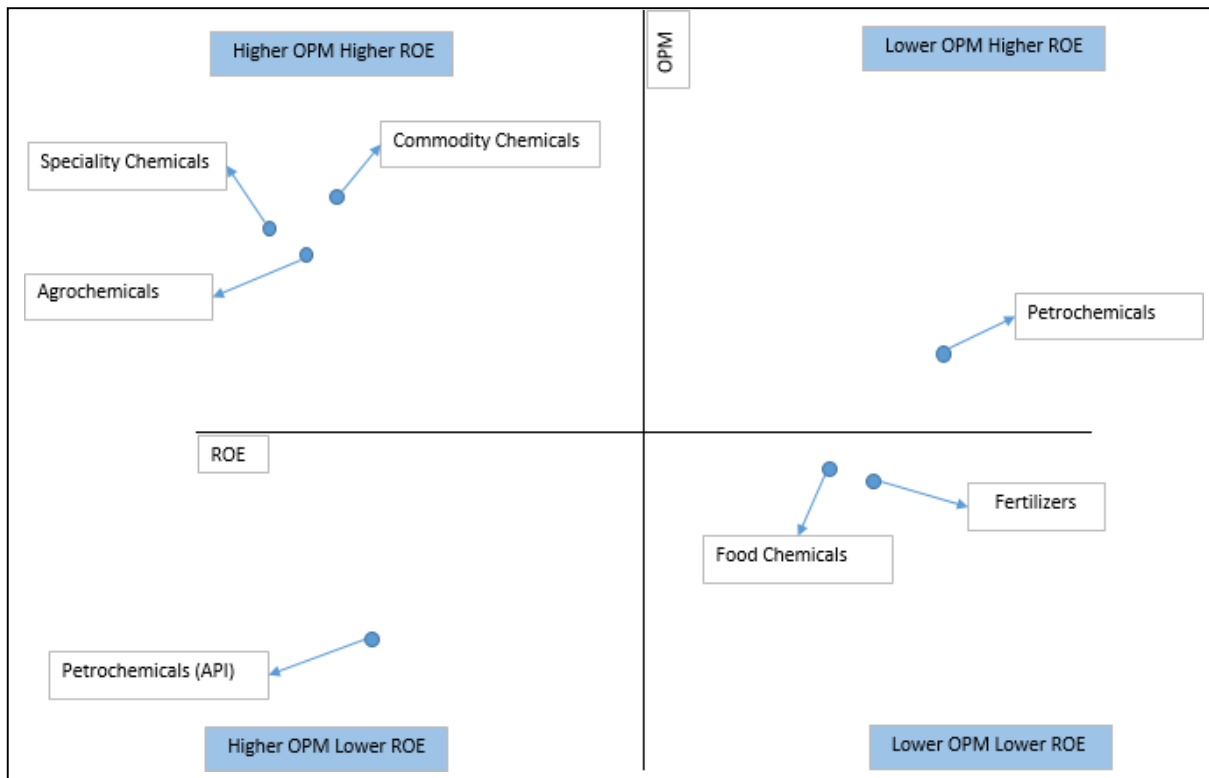 Higher OPM Higher ROE
OPM
Lower OPM Higher ROE
Commodity Chemicals
Speciality Chemicals
Agrochemicals
Petrochemicals
ROE
Fertilizers
Food Chemicals
Petrochemicals (API)
Higher OPM Lower ROE
Lower OPM Lower ROE